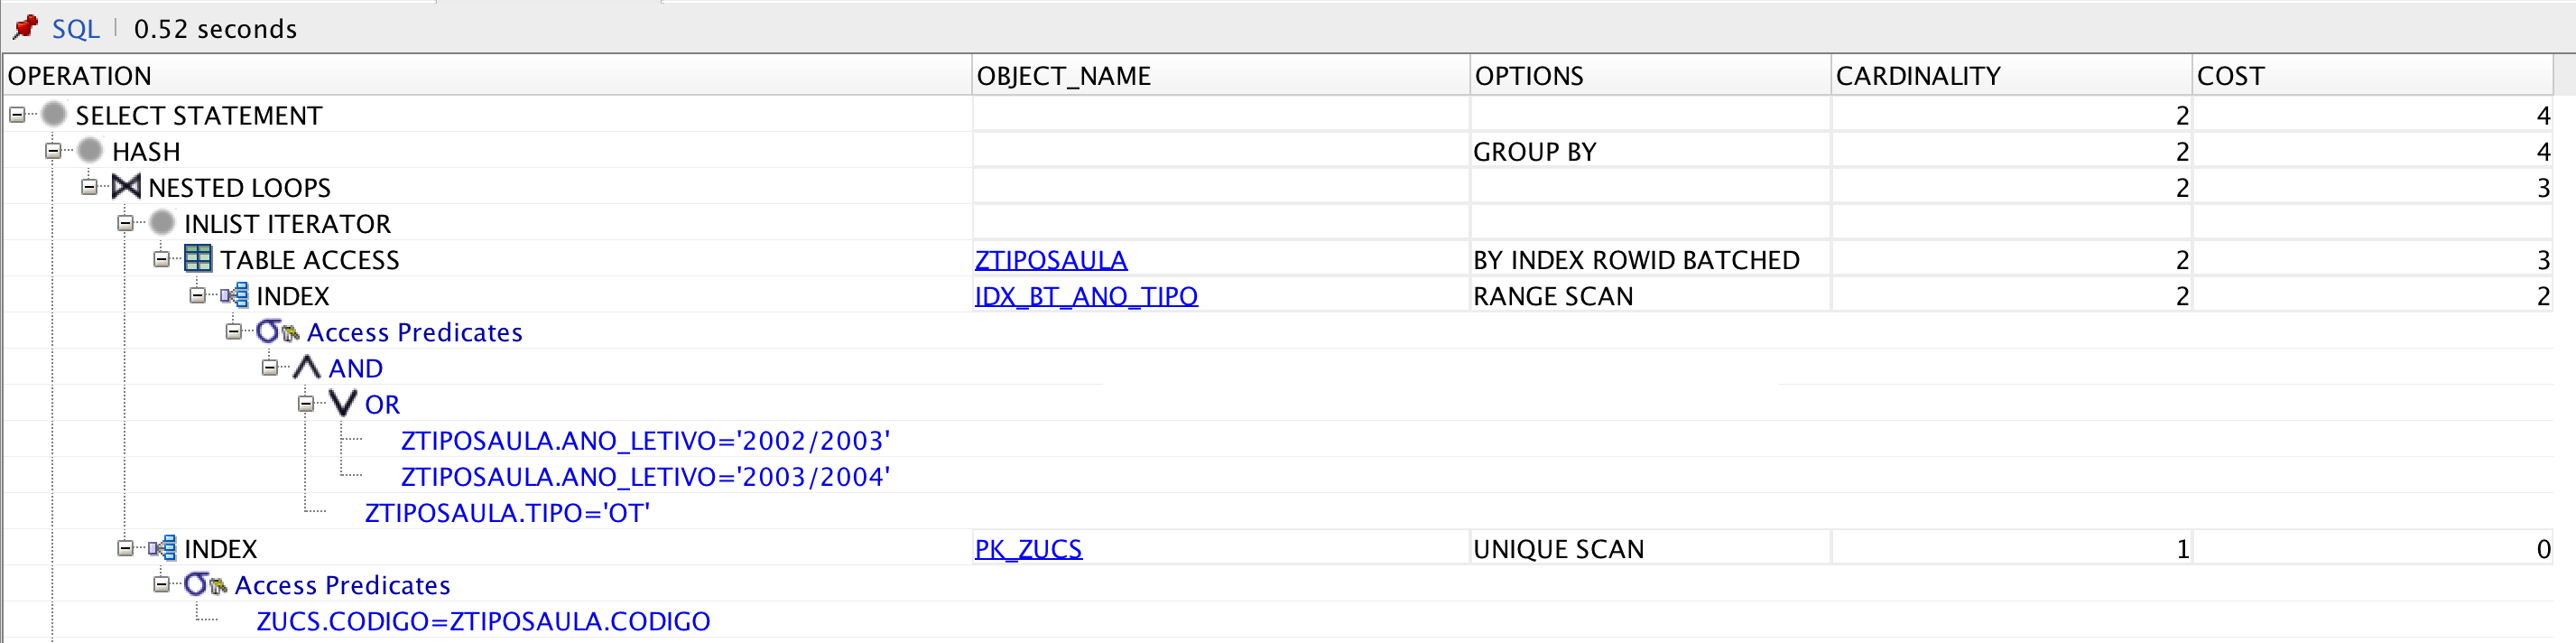 SQL | 0.52 seconds
OPERATION OBJECT_NAME OPTIONS CARDINALITY COST
SELECT STATEMENT 2 4
HASH GROUP BY 2 4
NESTED LOOPS 2 3
INLIST ITERATOR
TABLE ACCESS ZTIPOSAULA BY INDEX ROWID BATCHED 2 3
INDEX IDX_BT_ANO_TIPO RANGE SCAN 2 2
Access Predicates
AND
OR
ZTIPOSAULA.ANO_LETIVO='2002/2003'
ZTIPOSAULA.ANO_LETIVO='2003/2004'
ZTIPOSAULA.TIPO='OT'
INDEX PK_ZUCS UNIQUE SCAN 1 0
Access Predicates
ZUCS.CODIGO=ZTIPOSAULA.CODIGO